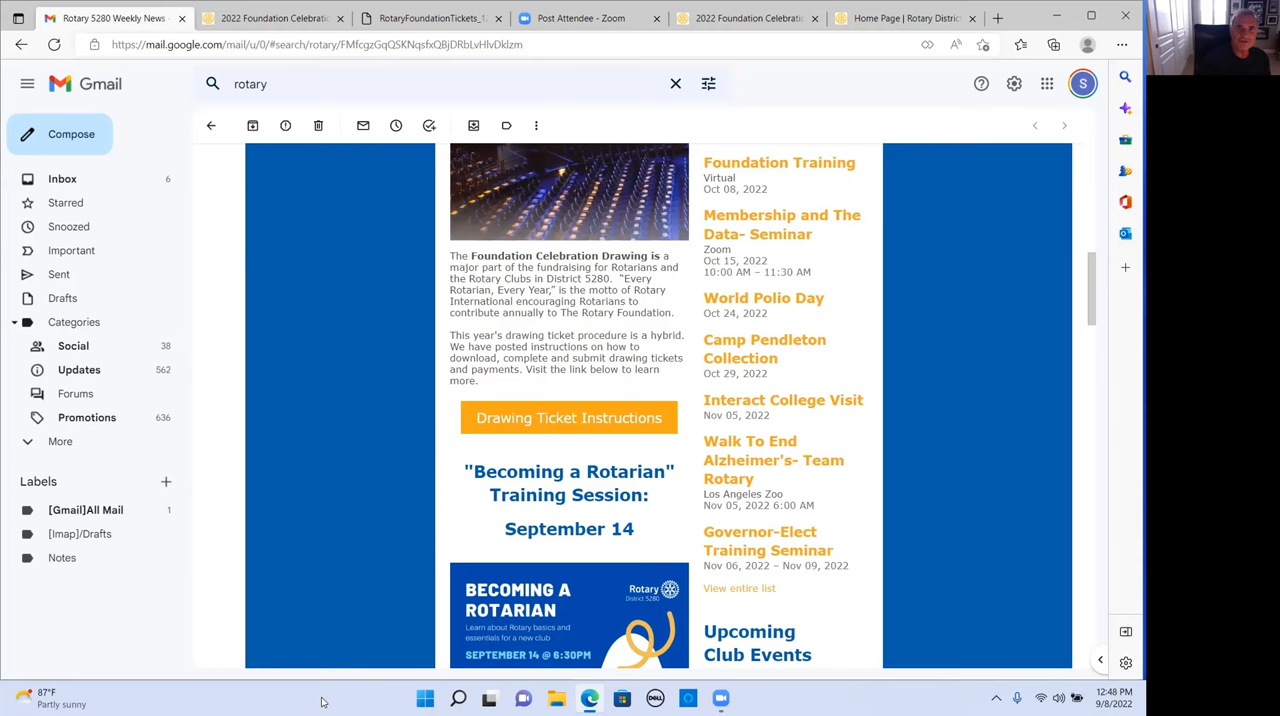 Rotary 5280 Weekly News -
2022 Foundation Celebratio
RotaryFoundationTickets_1
Post Attendee - Zoom
2022 Foundation Celebratio
Home Page | Rotary District
https://mail.google.com/mail/u/0/#search/rotary/FMfcgzGqQSKNqsfxQBjDRbLvHlvDklzm
Gmail
rotary
S
Compose
Inbox 6
Starred
Snoozed
Important
Sent
Drafts
Categories
Social 38
Updates 562
Forums
Promotions 636
More
Labels
[Gmail]All Mail 1
[Imap]/Drafts
Notes
The Foundation Celebration Drawing is a
major part of the fundraising for Rotarians and
the Rotary Clubs in District 5280. “Every
Rotarian, Every Year,” is the motto of Rotary
International encouraging Rotarians to
contribute annually to The Rotary Foundation.
This year's drawing ticket procedure is a hybrid.
We have posted instructions on how to
download, complete and submit drawing tickets
and payments. Visit the link below to learn
more.
Drawing Ticket Instructions
"Becoming a Rotarian"
Training Session:
September 14
BECOMING A
ROTARIAN
Rotary
District 5280
Learn about Rotary basics and
essentials for a new club
SEPTEMBER 14 @ 6:30PM
Foundation Training
Virtual
Oct 08, 2022
Membership and The
Data- Seminar
Zoom
Oct 15, 2022
10:00 AM – 11:30 AM
World Polio Day
Oct 24, 2022
Camp Pendleton
Collection
Oct 29, 2022
Interact College Visit
Nov 05, 2022
Walk To End
Alzheimer's- Team
Rotary
Los Angeles Zoo
Nov 05, 2022 6:00 AM
Governor-Elect
Training Seminar
Nov 06, 2022 – Nov 09, 2022
View entire list
Upcoming
Club Events
87°F
Partly sunny
DELL
12:48 PM
9/8/2022